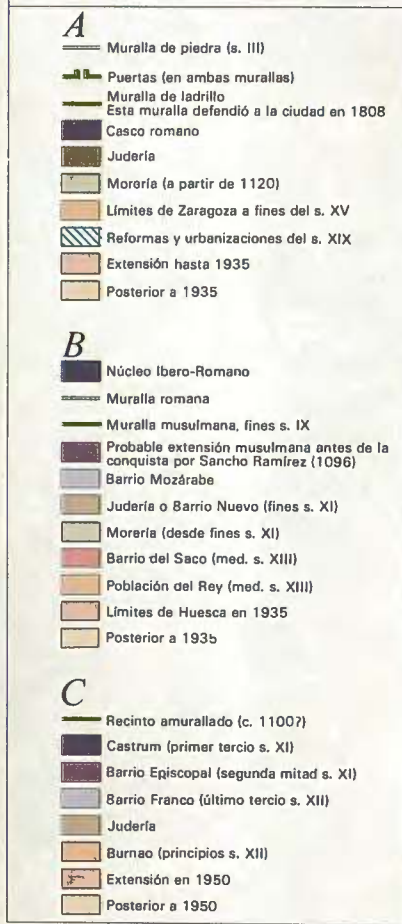 A
Muralla de piedra (s. III)
Puertas (en ambas murallas)
Muralla de ladrillo
Esta muralla defendió a la ciudad en 1808
Casco romano
Judería
Morería (a partir de 1120)
Límites de Zaragoza a fines del s. XV
Reformas y urbanizaciones del s. XIX
Extensión hasta 1935
Posterior a 1935
B
Núcleo Ibero-Romano
Muralla romana
Muralla musulmana, fines s. IX
Probable extensión musulmana antes de la
conquista por Sancho Ramírez (1096)
Barrio Mozárabe
Judería o Barrio Nuevo (fines s. XI)
Morería (desde fines s. XI)
Barrio del Saco (med. s. XIII)
Población del Rey (med. s. XIII)
Límites de Huesca en 1935
Posterior a 1935
C
Recinto amurallado (c. 1100?)
Castrum (primer tercio s. XI)
Barrio Episcopal (segunda mitad s. XI)
Barrio Franco (último tercio s. XII)
Judería
Burnao (principios s. XII)
Extensión en 1950
Posterior a 1950